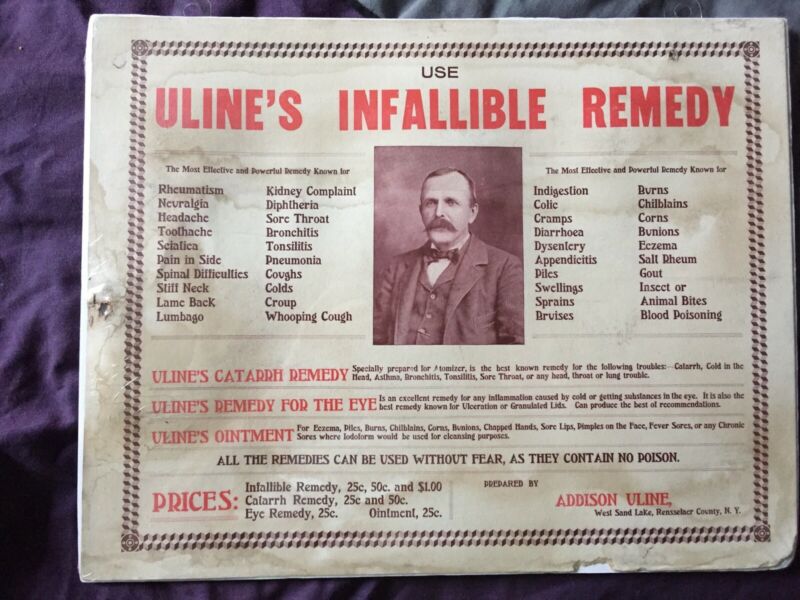 USE
ULINE'S INFALLIBLE REMEDY
The Most Effective and Powerful Remedy Known for
Rheumatism
Nevralgia
Headache
Toothache
Sciatica
Pain in Side
Spinal Difficulties
Stiff Neck
Lame Back
Lumbago
Kidney Complaint
Diphtheria
Sore Throat
Bronchitis
Tonsilitis
Pneumonia
Coughs
Colds
Croup
Whooping Cough
The Most Effective and Powerful Remedy Known for
Indigestion
Colic
Cramps
Diarrhoea
Dysentery
Appendicitis
Piles
Swellings
Sprains
Brvises
Bvrns
Chilblains
Corns
Bunions
Eczema
Salt Rheum
Gout
Insect or
Animal Bites
Blood Poisoning
ULINE'S CATARRH REMEDY Specially prepared for Atomizer, is the best known remedy for the following troubles:—Catarrh, Cold in the
Head, Asthma, Bronchitis, Tonsilitis, Sore Throat, or any head, throat or lung trouble.
ULINE'S REMEDY FOR THE EYE Is an excellent remedy for any inflammation caused by cold or getting substances in the eye. It is also the
best remedy known for Ulceration or Granulated Lids. Can produce the best of recommendations.
ULINE'S OINTMENT For Eczema, Piles, Burns, Chilblains, Corns, Bunions, Chapped Hands, Sore Lips, Pimples on the Face, Fever Sores, or any Chronic
Sores where Iodoform would be used for cleansing purposes.
ALL THE REMEDIES CAN BE USED WITHOUT FEAR, AS THEY CONTAIN NO POISON.
PRICES:
Infallible Remedy, 25c, 50c. and $1.00
Catarrh Remedy, 25c and 50c.
Eye Remedy, 25c. Ointment, 25c.
PREPARED BY
ADDISON ULINE,
West Sand Lake, Rensselaer County, N. Y.